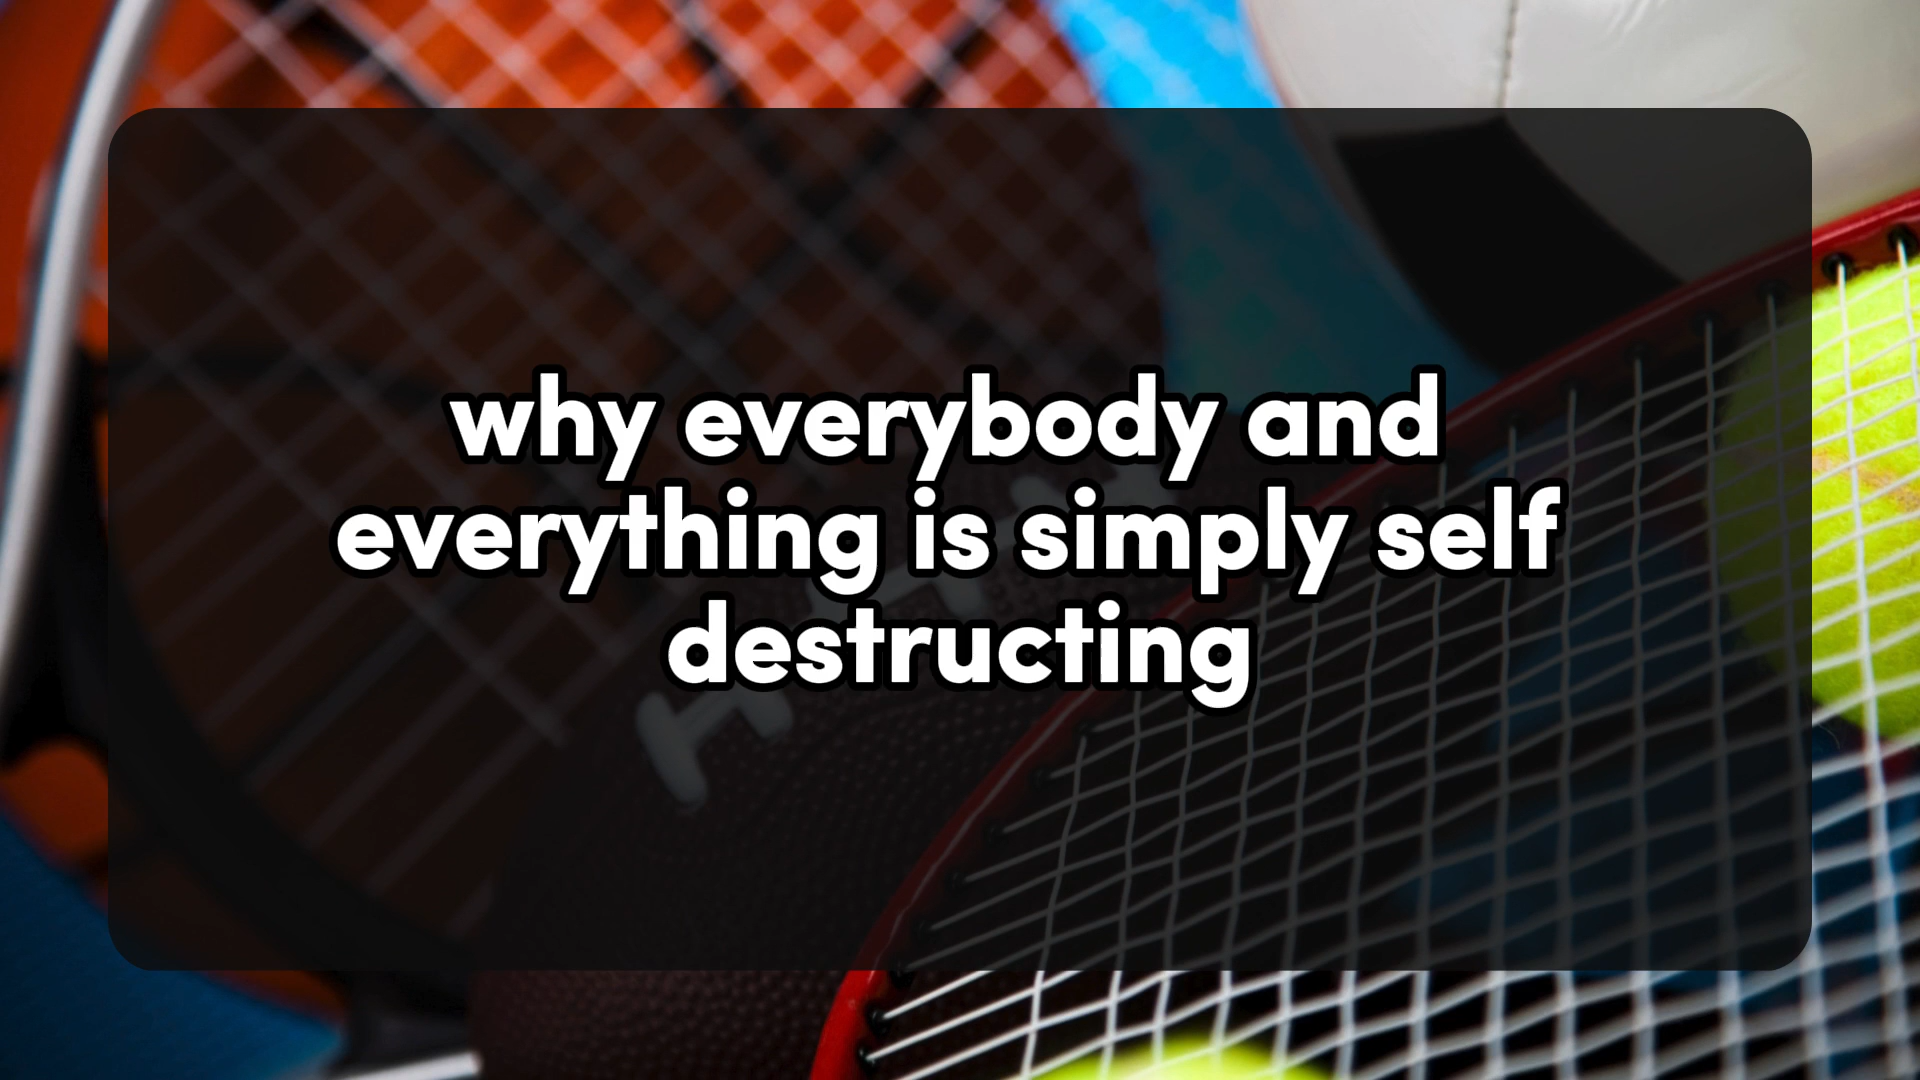 why everybody and
everything is simply self
destructing